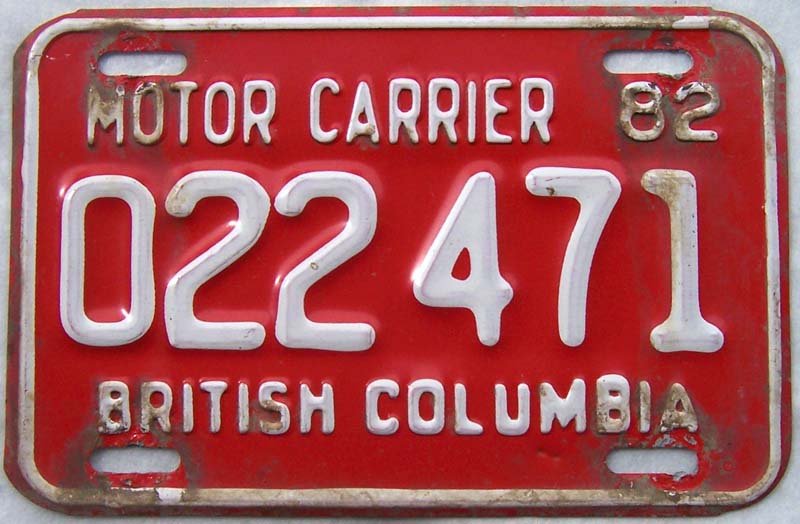 MOTOR CARRIER 82
022 471
BRITISH COLUMBIA